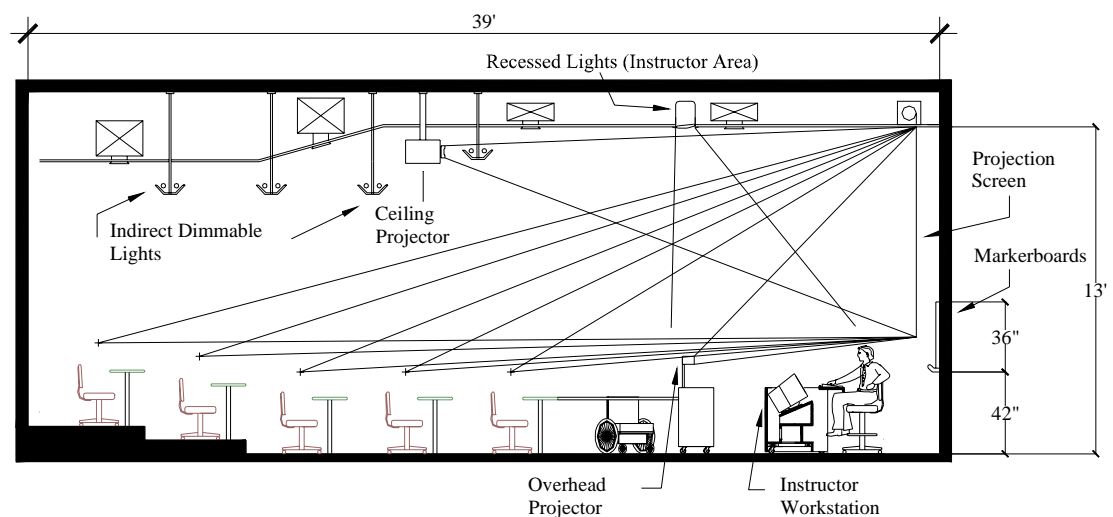 39'
Recessed Lights (Instructor Area)
Projection
Screen
Indirect Dimmable
Lights
Ceiling
Projector
Markerboards
13'
36"
42"
Overhead
Projector
Instructor
Workstation